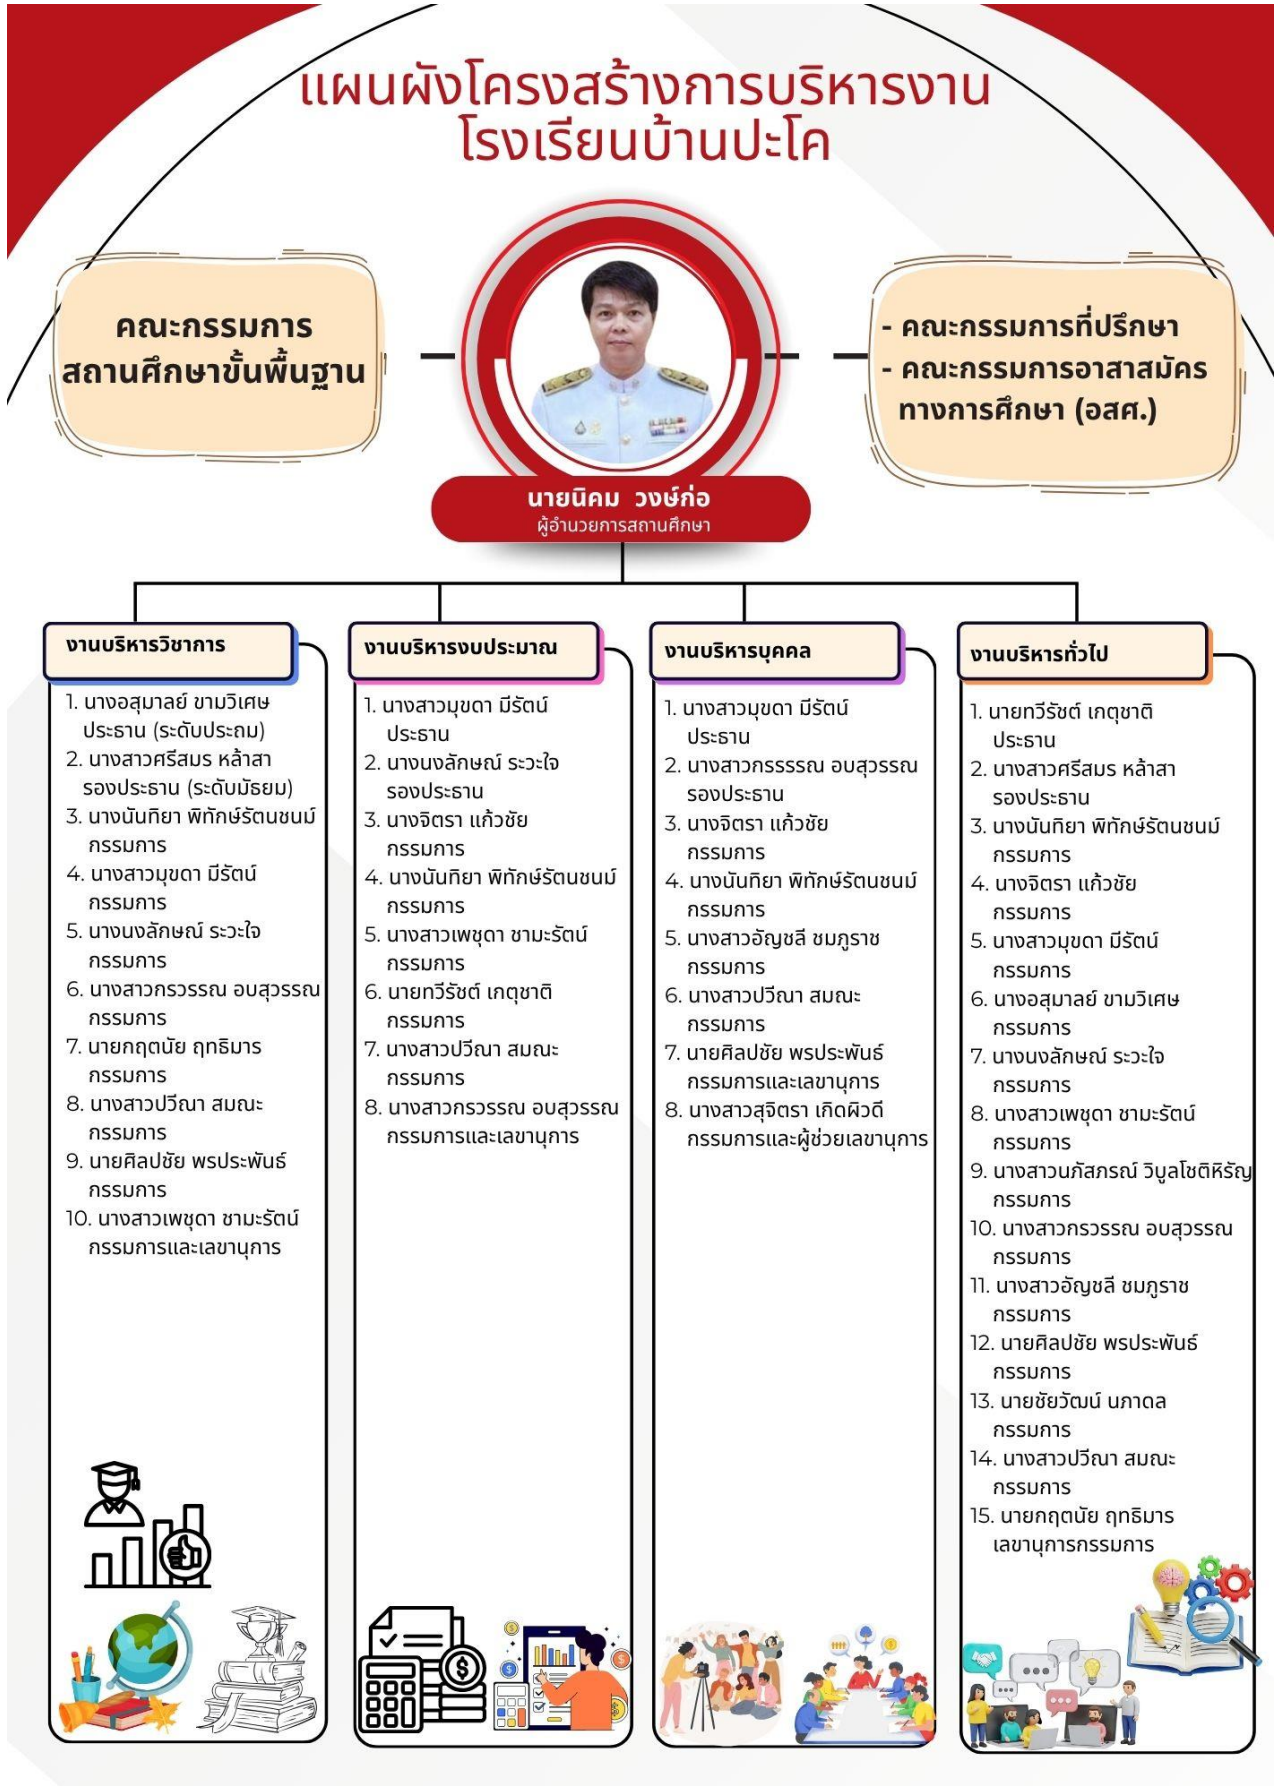 แผนผังโครงสร้างการบริหารงาน
โรงเรียนบ้านปะโค
คณะกรรมการ
สถานศึกษาขั้นพื้นฐาน
- คณะกรรมการที่ปรึกษา
- คณะกรรมการอาสาสมัคร
ทางการศึกษา (อสศ.)
นายนิคม วงษ์ก่อ
ผู้อำนวยการสถานศึกษา
งานบริหารวิชาการ
1. นางอสุมาลย์ ขามวิเศษ
ประธาน (ระดับประถม)
2. นางสาวศรีสมร หล้าสา
รองประธาน (ระดับมัธยม)
3. นางนันทิยา พิทักษ์รัตนชนม์
กรรมการ
4. นางสาวมุขดา มีรัตน์
กรรมการ
5. นางนงลักษณ์ ระวะใจ
กรรมการ
6. นางสาวกรวรรณ อบสุวรรณ
กรรมการ
7. นายกฤตนัย ฤทธิมาร
กรรมการ
8. นางสาวปวีณา สมณะ
กรรมการ
9. นายศิลปชัย พรประพันธ์
กรรมการ
10. นางสาวเพชุดา ชามะรัตน์
กรรมการและเลขานุการ
งานบริหารงบประมาณ
1. นางสาวมุขดา มีรัตน์
ประธาน
2. นางนงลักษณ์ ระวะใจ
รองประธาน
3. นางจิตรา แก้วชัย
กรรมการ
4. นางนันทิยา พิทักษ์รัตนชนม์
กรรมการ
5. นางสาวเพชุดา ชามะรัตน์
กรรมการ
6. นายทวีรัชต์ เกตุชาติ
กรรมการ
7. นางสาวปวีณา สมณะ
กรรมการ
8. นางสาวกรวรรณ อบสุวรรณ
กรรมการและเลขานุการ
งานบริหารบุคคล
1. นางสาวมุขดา มีรัตน์
ประธาน
2. นางสาวกรรรรณ อบสุวรรณ
รองประธาน
3. นางจิตรา แก้วชัย
กรรมการ
4. นางนันทิยา พิทักษ์รัตนชนม์
กรรมการ
5. นางสาวอัญชลี ชมภูราช
กรรมการ
6. นางสาวปวีณา สมณะ
กรรมการ
7. นายศิลปชัย พรประพันธ์
กรรมการและเลขานุการ
8. นางสาวสุจิตรา เกิดผิวดี
กรรมการและผู้ช่วยเลขานุการ
งานบริหารทั่วไป
1. นายทวีรัชต์ เกตุชาติ
ประธาน
2. นางสาวศรีสมร หล้าสา
รองประธาน
3. นางนันทิยา พิทักษ์รัตนชนม์
กรรมการ
4. นางจิตรา แก้วชัย
กรรมการ
5. นางสาวมุขดา มีรัตน์
กรรมการ
6. นางอสุมาลย์ ขามวิเศษ
กรรมการ
7. นางนงลักษณ์ ระวะใจ
กรรมการ
8. นางสาวเพชุดา ชามะรัตน์
กรรมการ
9. นางสาวนภัสภรณ์ วิบูลโชติหิรัญ
กรรมการ
10. นางสาวกรวรรณ อบสุวรรณ
กรรมการ
11. นางสาวอัญชลี ชมภูราช
กรรมการ
12. นายศิลปชัย พรประพันธ์
กรรมการ
13. นายชัยวัฒน์ นภาดล
กรรมการ
14. นางสาวปวีณา สมณะ
กรรมการ
15. นายกฤตนัย ฤทธิมาร
เลขานุการกรรมการ